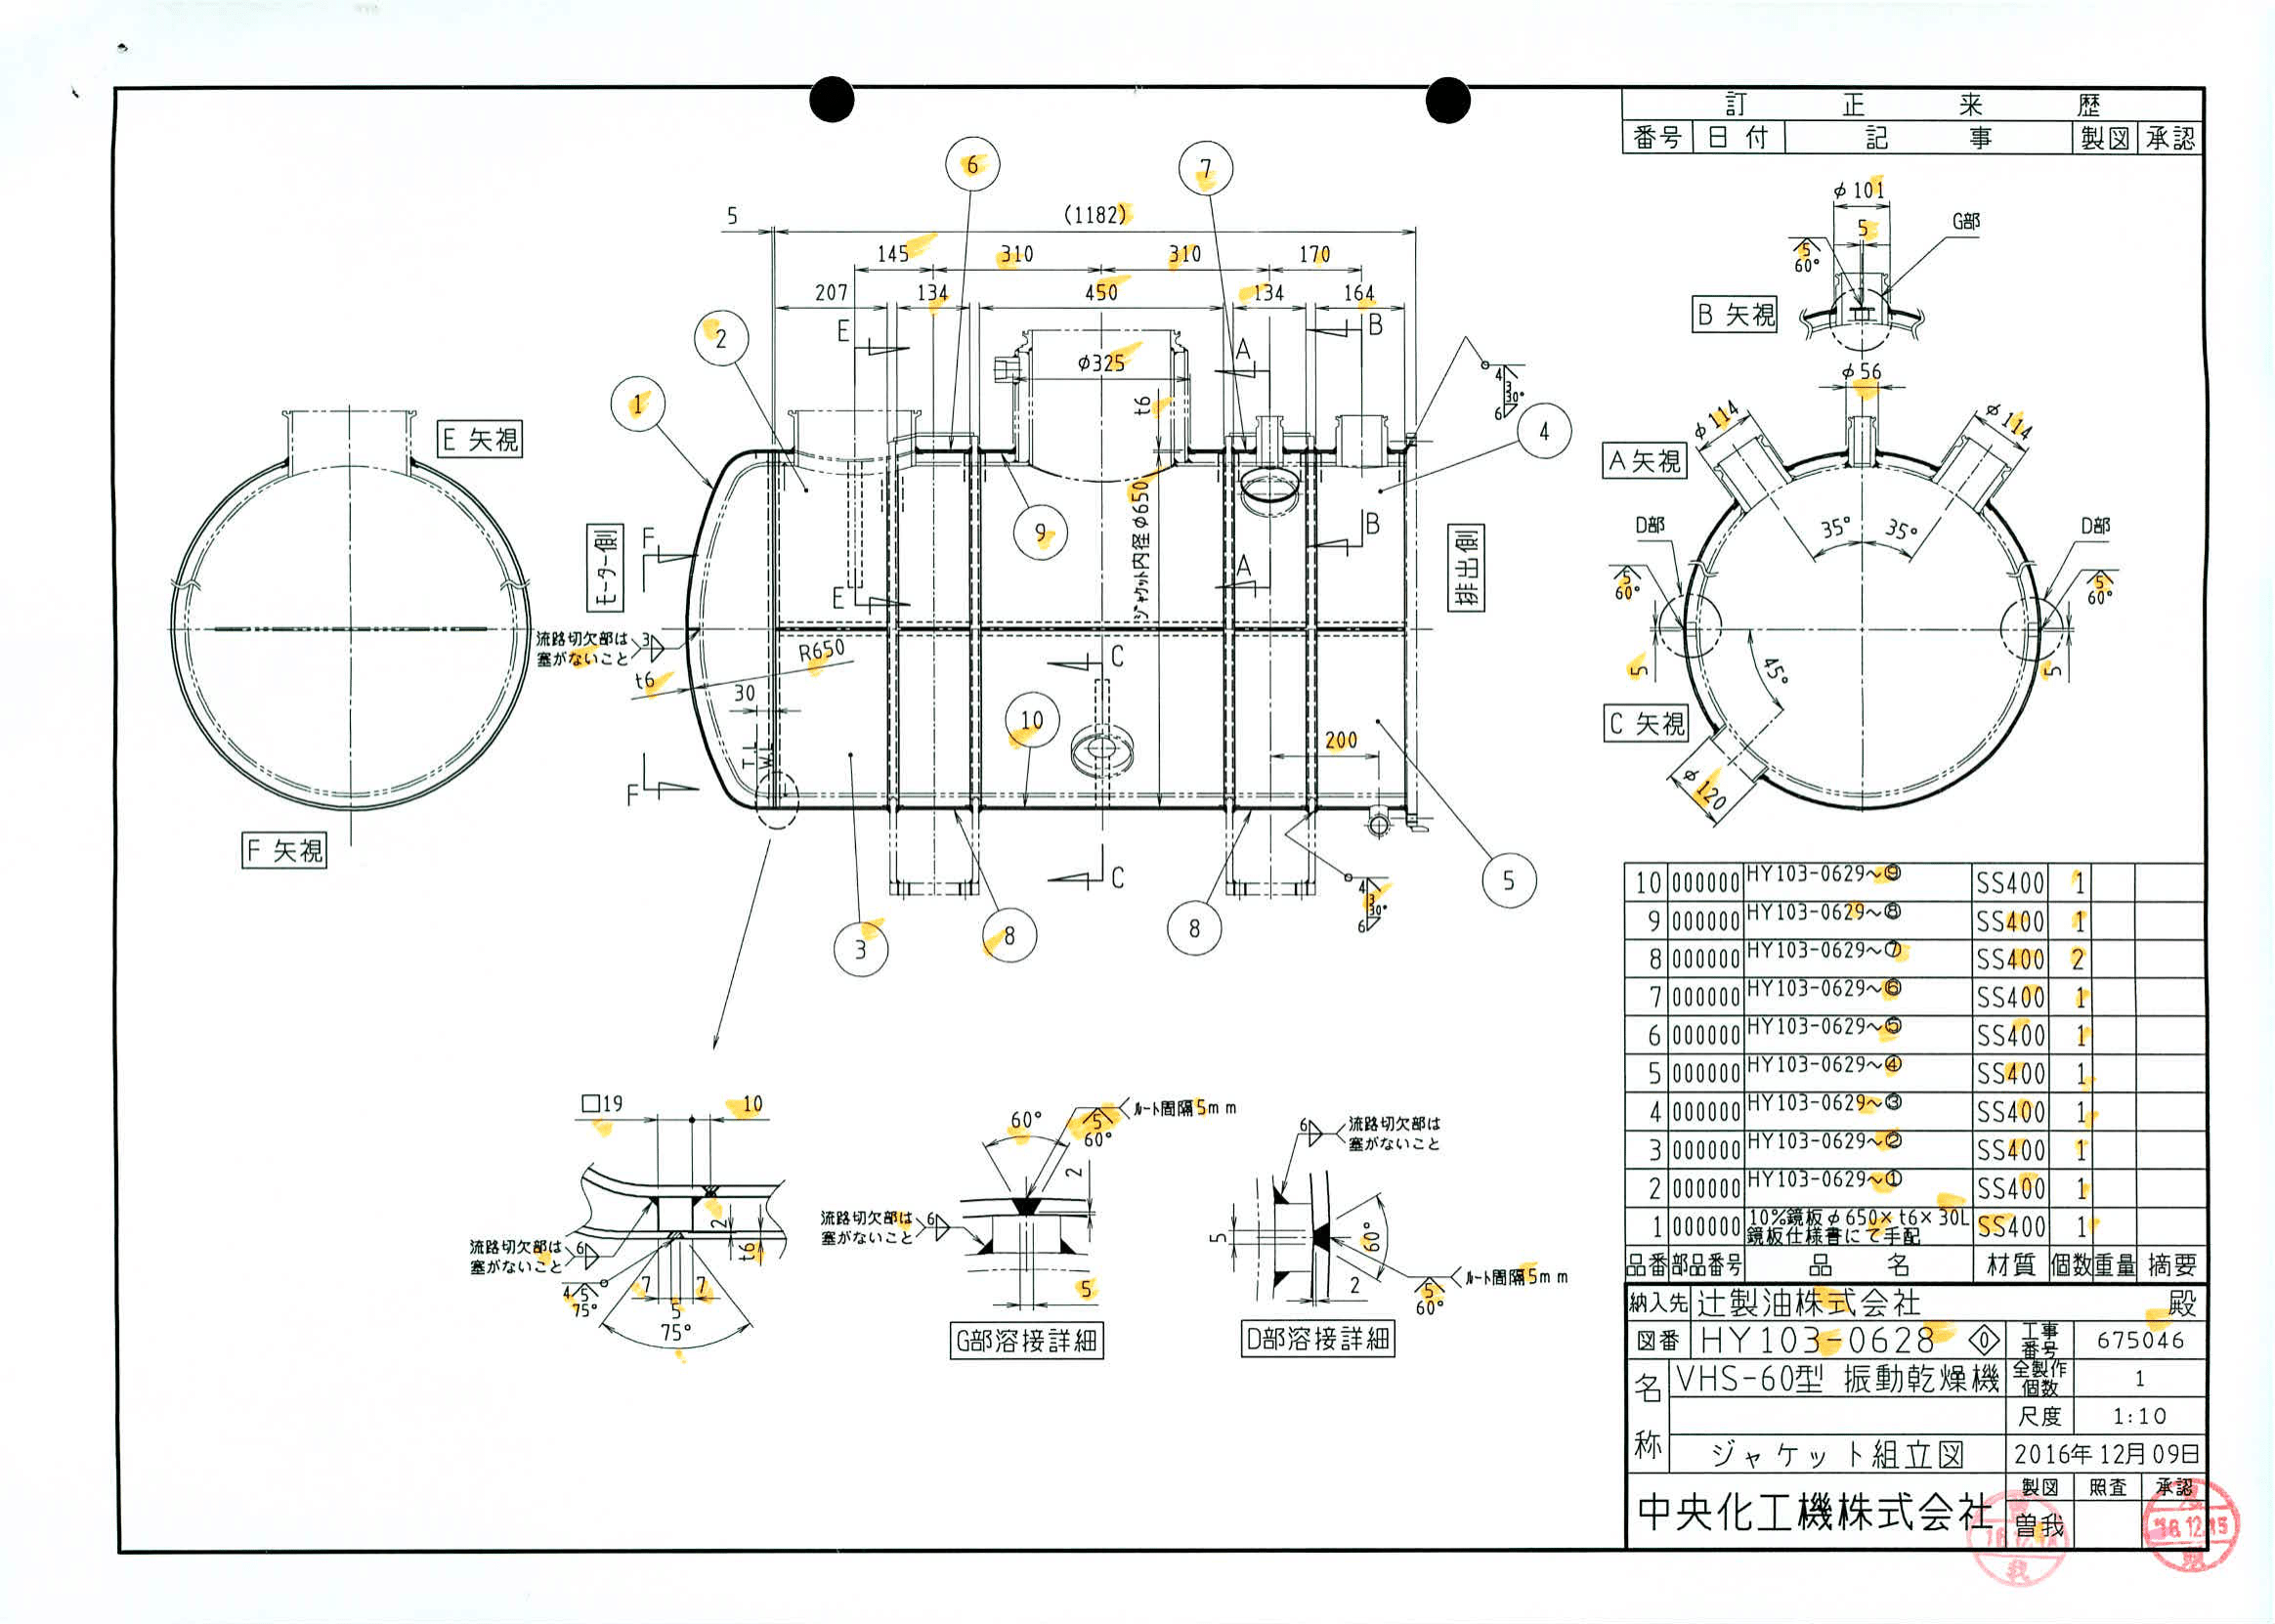 訂正来歴
番号 日付 記事 製図 承認
6
7
5
(1182)
145 310 310 170
207 134 450 134 164
2
E
B
A
φ325
t6
1
4
3
30°
6
4
E 矢視
モーター側
F
9
ジャケット内径φ650
B
A
排出側
E
流路切欠部は
塞がないこと
3
R650
t6
30
C
10
200
T.L
W.L
F
C
F 矢視
4
3
30°
6
5
3
8
8
φ101
5
5
60°
G部
B 矢視
φ56
φ114
φ114
A矢視
D部
35° 35°
D部
5
60°
5
60°
5
45°
5
C 矢視
φ120
□19
10
2
t6
流路切欠部は
塞がないこと
6
4
5
75°
7
7
5
75°
60°
5
60°
ルート間隔5mm
2
流路切欠部は
塞がないこと
6
5
G部溶接詳細
6
流路切欠部は
塞がないこと
5
60°
2
5
60°
ルート間隔5mm
D部溶接詳細
10 000000 HY103-0629~⑨ SS400 1
9 000000 HY103-0629~⑧ SS400 1
8 000000 HY103-0629~⑦ SS400 2
7 000000 HY103-0629~⑥ SS400 1
6 000000 HY103-0629~⑤ SS400 1
5 000000 HY103-0629~④ SS400 1
4 000000 HY103-0629~③ SS400 1
3 000000 HY103-0629~② SS400 1
2 000000 HY103-0629~① SS400 1
1 000000 10%鏡板φ650×t6×30L SS400 1
鏡板仕様書にて手配
品番 部品番号 品名 材質 個数 重量 摘要
納入先 辻製油株式会社 殿
図番 HY103-0628 0 工事番号 675046
名称 VHS-60型 振動乾燥機 全製作個数 1
尺度 1:10
ジャケット組立図 2016年12月09日
中央化工機株式会社 製図 照査 承認
曽我
'16.12.15